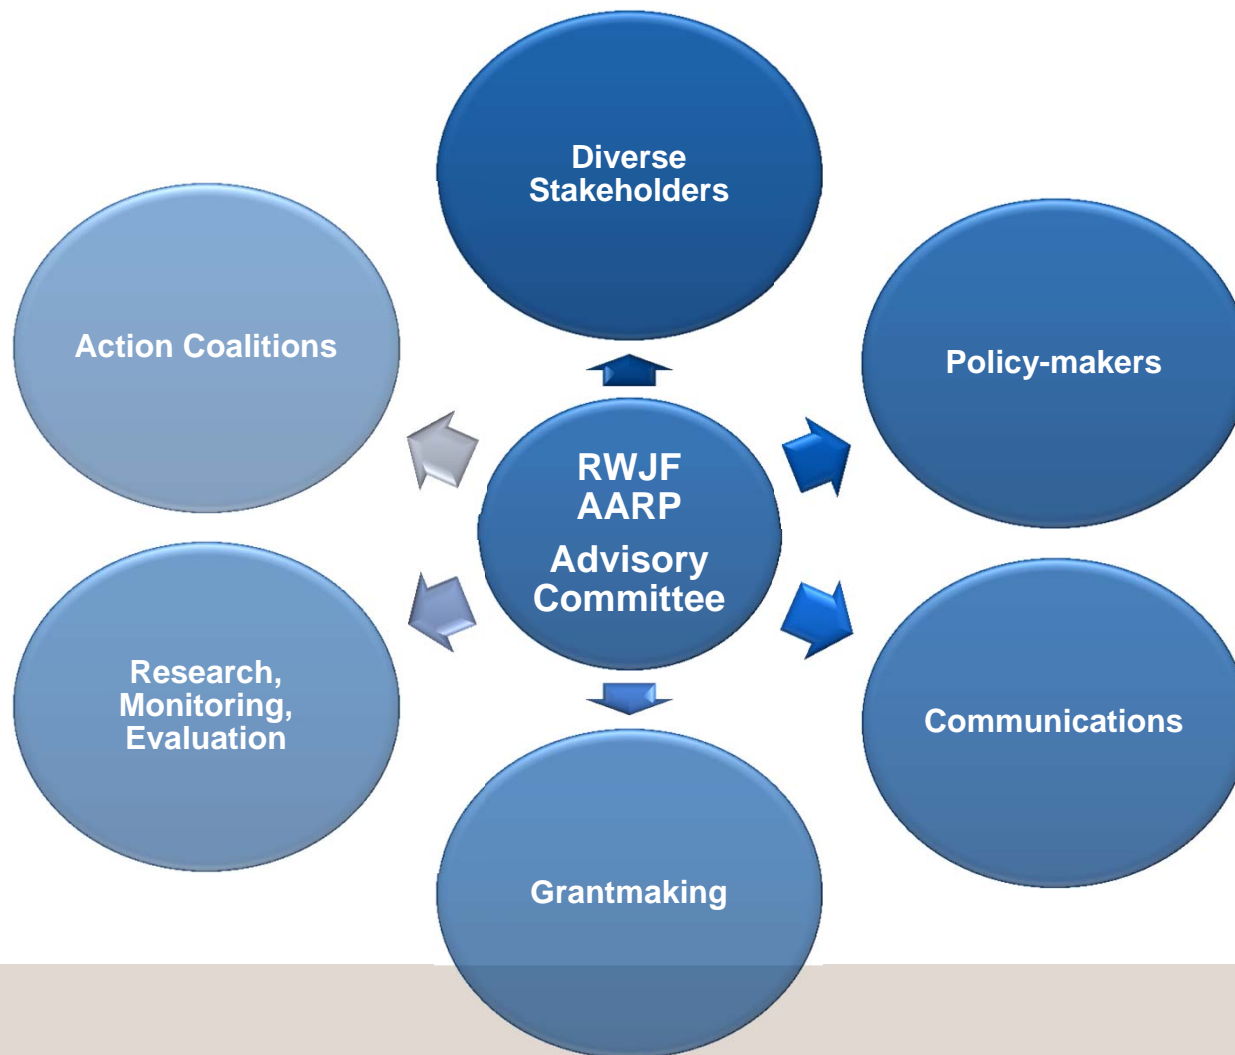 Diverse
Stakeholders
Action Coalitions
Policy-makers
RWJF
AARP
Advisory
Committee
Research,
Monitoring,
Evaluation
Communications
Grantmaking